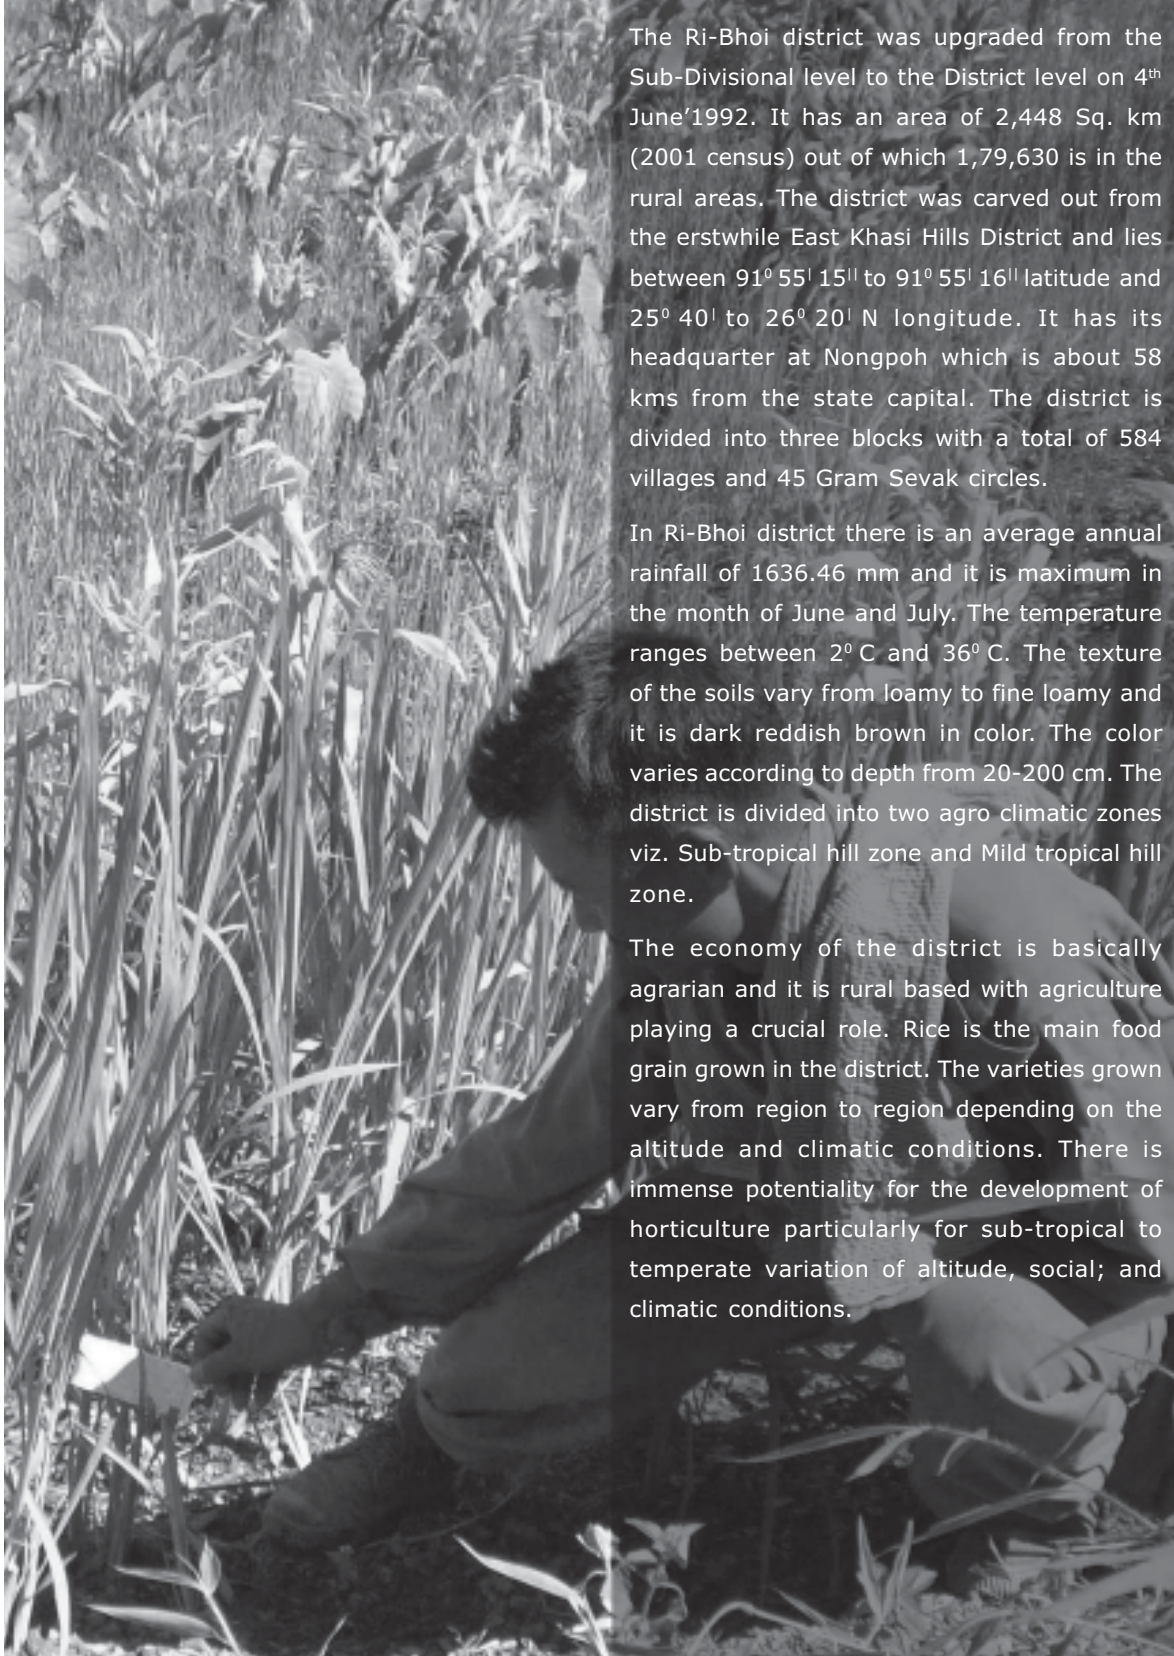 The Ri-Bhoi district was upgraded from the
Sub-Divisional level to the District level on 4th
June'1992. It has an area of 2,448 Sq. km
(2001 census) out of which 1,79,630 is in the
rural areas. The district was carved out from
the erstwhile East Khasi Hills District and lies
between 91⁰ 55ˡ 15ˡˡ to 91⁰ 55ˡ 16ˡˡ latitude and
25⁰ 40ˡ to 26⁰ 20ˡ N longitude. It has its
headquarter at Nongpoh which is about 58
kms from the state capital. The district is
divided into three blocks with a total of 584
villages and 45 Gram Sevak circles.
In Ri-Bhoi district there is an average annual
rainfall of 1636.46 mm and it is maximum in
the month of June and July. The temperature
ranges between 2⁰ C and 36⁰ C. The texture
of the soils vary from loamy to fine loamy and
it is dark reddish brown in color. The color
varies according to depth from 20-200 cm. The
district is divided into two agro climatic zones
viz. Sub-tropical hill zone and Mild tropical hill
zone.
The economy of the district is basically
agrarian and it is rural based with agriculture
playing a crucial role. Rice is the main food
grain grown in the district. The varieties grown
vary from region to region depending on the
altitude and climatic conditions. There is
immense potentiality for the development of
horticulture particularly for sub-tropical to
temperate variation of altitude, social; and
climatic conditions.